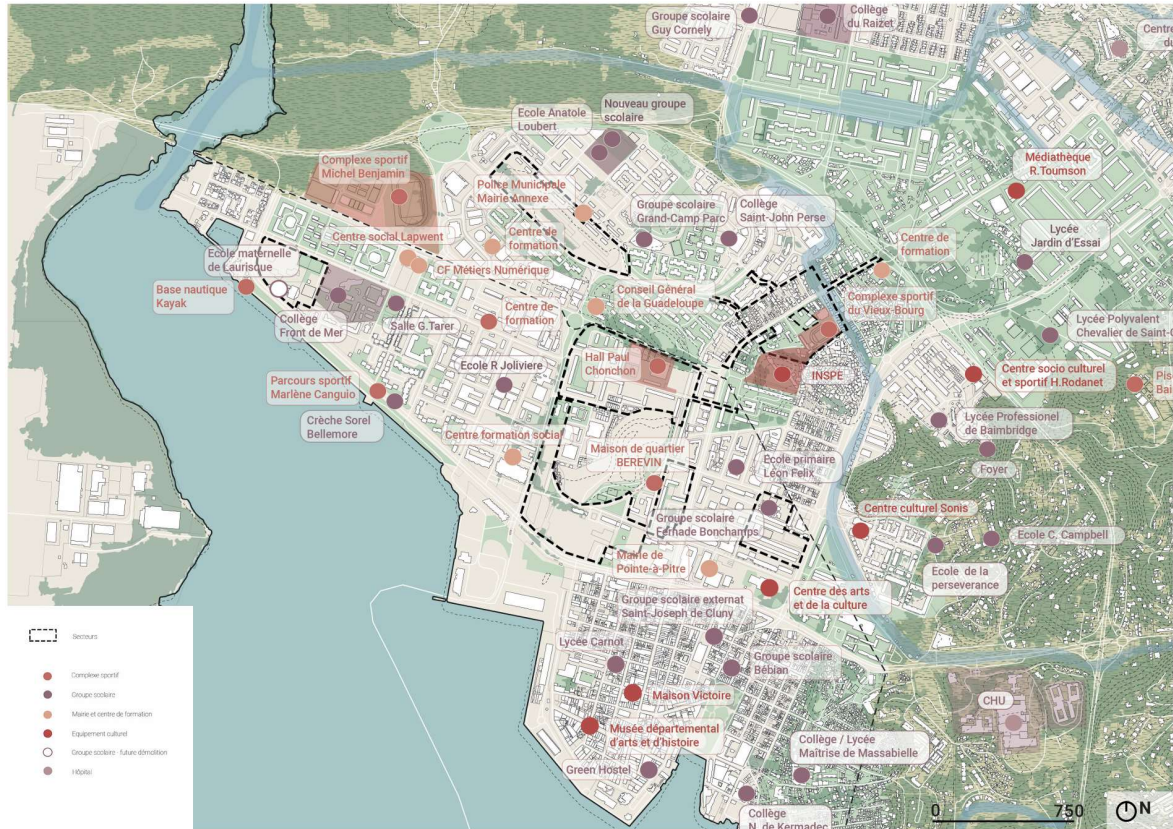 Groupe scolaire
Guy Cornely
Collège
du Raizet
Centre
Ecole Anatole
Loubert
Nouveau groupe
scolaire
Complexe sportif
Michel Benjamin
Police Municipale
Mairie Annexe
Médiathèque
R.Toumson
Groupe scolaire
Grand-Camp Parc
Collège
Saint-John Perse
Centre de
formation
Centre social Lapwent
Lycée
Jardin d'Essai
Centre de
formation
Ecole maternelle
de Laurisque
CF Métiers Numérique
Base nautique
Kayak
Conseil Général
de la Guadeloupe
Complexe sportif
du Vieux-Bourg
Collège
Front de Mer
Salle G.Tarer
Centre de
formation
Lycée Polyvalent
Chevalier de Saint-G
Ecole R Joliviere
Hall Paul
Chonchon
INSPE
Centre socio culturel
et sportif H.Rodanet
Pis
Bai
Parcours sportif
Marlène Canguio
Crèche Sorel
Bellemore
Lycée Professionel
de Baimbridge
Foyer
Centre formation social
Maison de quartier
BEREVIN
Ecole primaire
Léon Felix
Groupe scolaire
Fernade Bonchamps
Centre culturel Sonis
Ecole C. Campbell
Ecole de la
perseverance
Mairie de
Pointe-à-Pitre
Centre des arts
et de la culture
Groupe scolaire externat
Saint-Joseph de Cluny
Lycée Carnot
Groupe scolaire
Bébian
Maison Victoire
CHU
Musée départemental
d'arts et d'histoire
Green Hostel
Collège / Lycée
Maîtrise de Massabielle
Collège
N. de Kermadec
Secteurs
Complexe sportif
Groupe scolaire
Mairie et centre de formation
Equipement culturel
Groupe scolaire - future démolition
Hôpital
0
750
N